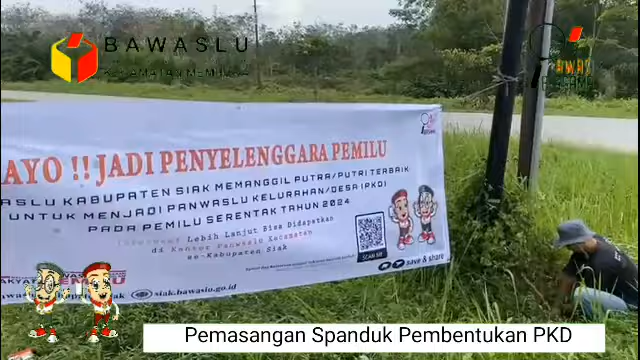 BAWASLU
AYO !! JADI PENYELENGGARA PEMILU
ASLU KABUPATEN SIAK MEMANGGIL PUTRA/PUTRI TERBAIK
UNTUK MENJADI PANWASLU KELURAHAN/DESA (PKD)
PADA PEMILU SERENTAK TAHUN 2024
Informasi Lebih Lanjut Bisa Didapatkan
di Kantor Panwaslu Kecamatan
se-Kabupaten Siak
SCAN ME
save & share
siak.bawaslu.go.id
Pemasangan Spanduk Pembentukan PKD